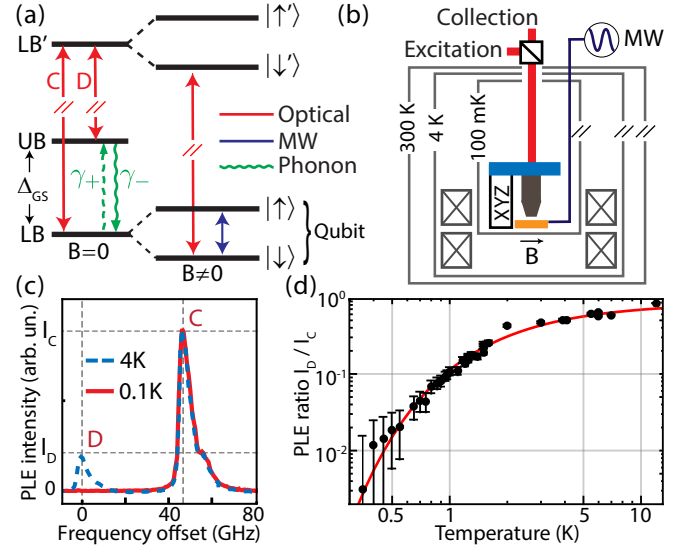 (a)
LB′
|↑′⟩
|↓′⟩
C
D
Optical
MW
Phonon
UB
Δ_GS
γ+
γ−
LB
|↑⟩
|↓⟩
} Qubit
B=0
B≠0
(b)
Collection
Excitation
MW
300 K
4 K
100 mK
XYZ
B
(c)
PLE intensity (arb. un.)
I_C
I_D
0
C
D
4K
0.1K
0 40 80
Frequency offset (GHz)
(d)
PLE ratio I_D / I_C
10^0
10^-1
10^-2
0.5 1 5 10
Temperature (K)